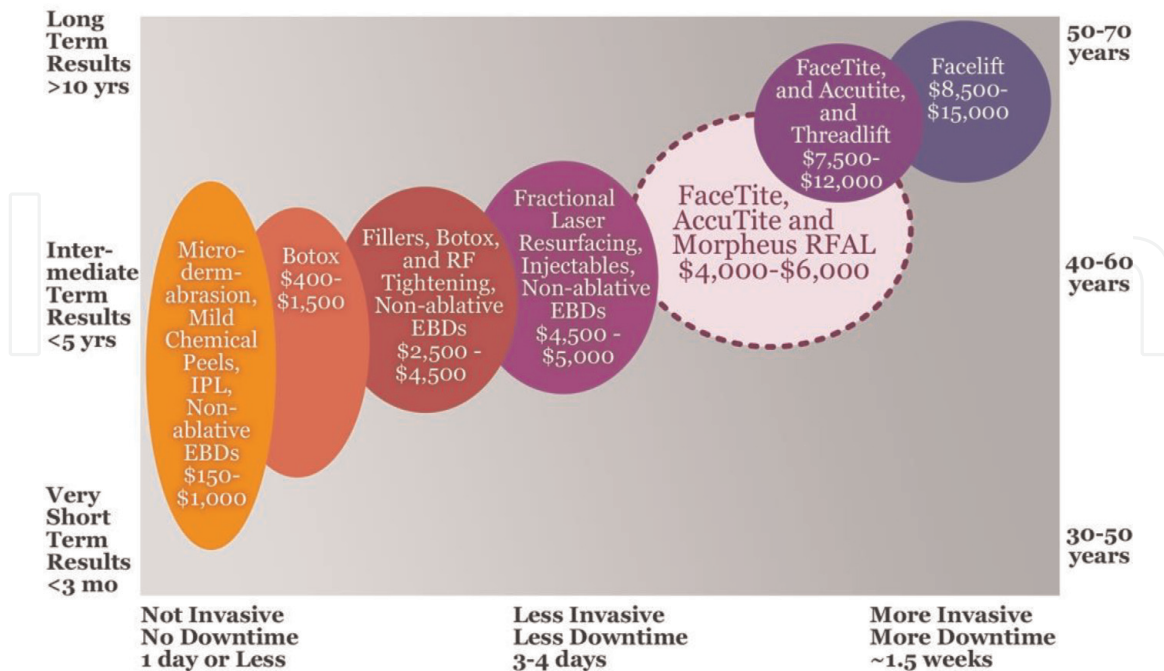 Long
Term
Results
>10 yrs
Inter-
mediate
Term
Results
<5 yrs
Very
Short
Term
Results
<3 mo
Micro-
derm-
abrasion,
Mild
Chemical
Peels,
IPL,
Non-
ablative
EBDs
$150-
$1,000
Botox
$400-
$1,500
Fillers, Botox,
and RF
Tightening,
Non-ablative
EBDs
$2,500 -
$4,500
Fractional
Laser
Resurfacing,
Injectables,
Non-ablative
EBDs
$4,500 -
$5,000
FaceTite,
AccuTite and
Morpheus RFAL
$4,000-$6,000
FaceTite,
and Accutite,
and
Threadlift
$7,500-
$12,000
Facelift
$8,500-
$15,000
50-70
years
40-60
years
30-50
years
Not Invasive
No Downtime
1 day or Less
Less Invasive
Less Downtime
3-4 days
More Invasive
More Downtime
~1.5 weeks